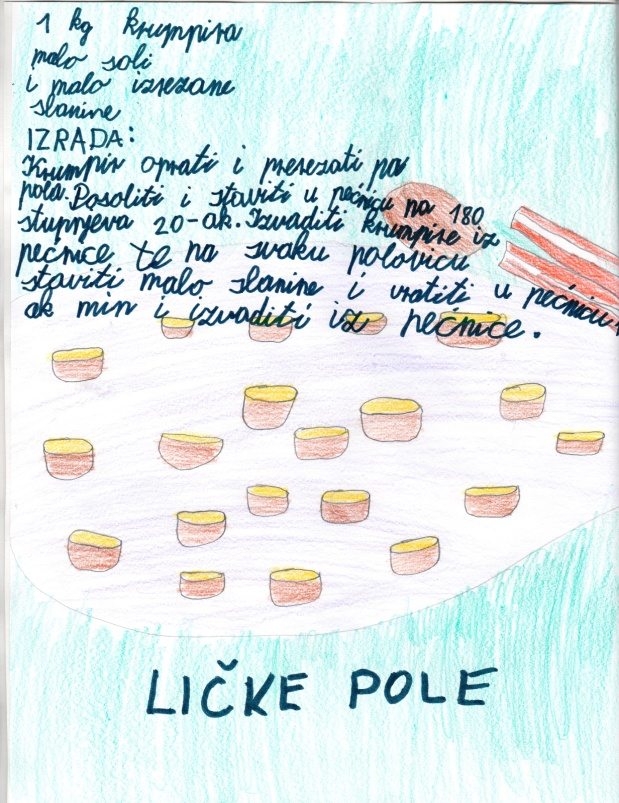 1 kg krumpira
malo soli
i malo izrezane
slanine
IZRADA:
Krumpir oprati i prerezati pa
pola. Posoliti i staviti u pećnicu na 180
stupnjeva 20-ak. Izvaditi krumpire iz
pećnice te na svaku polovicu
staviti malo slanine i vratiti u pećnicu
ak min i izvaditi iz pećnice.
LIČKE POLE